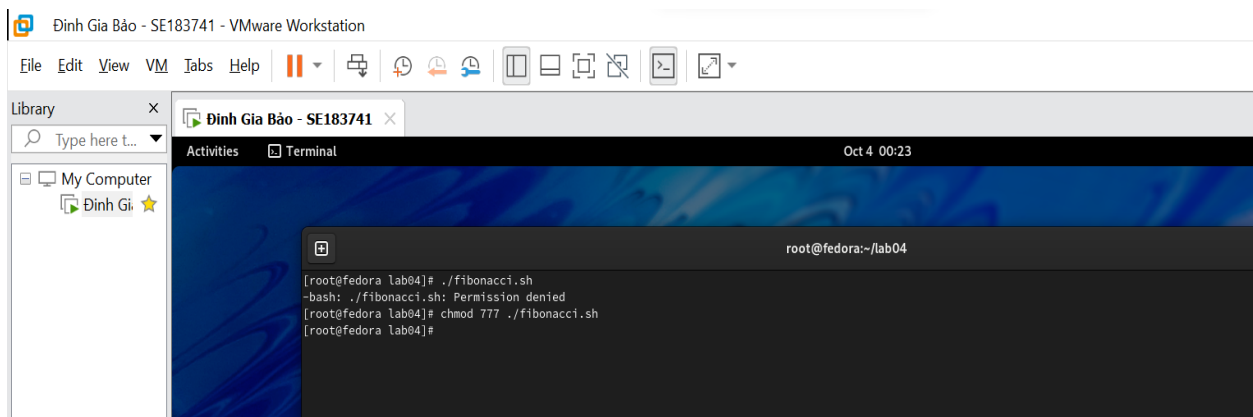 Đinh Gia Bảo - SE183741 - VMware Workstation
File Edit View VM Tabs Help
Library
Type here t...
My Computer
Đinh Gi
Đinh Gia Bảo - SE183741
Activities Terminal Oct 4 00:23
root@fedora:~/lab04
[root@fedora lab04]# ./fibonacci.sh
-bash: ./fibonacci.sh: Permission denied
[root@fedora lab04]# chmod 777 ./fibonacci.sh
[root@fedora lab04]#